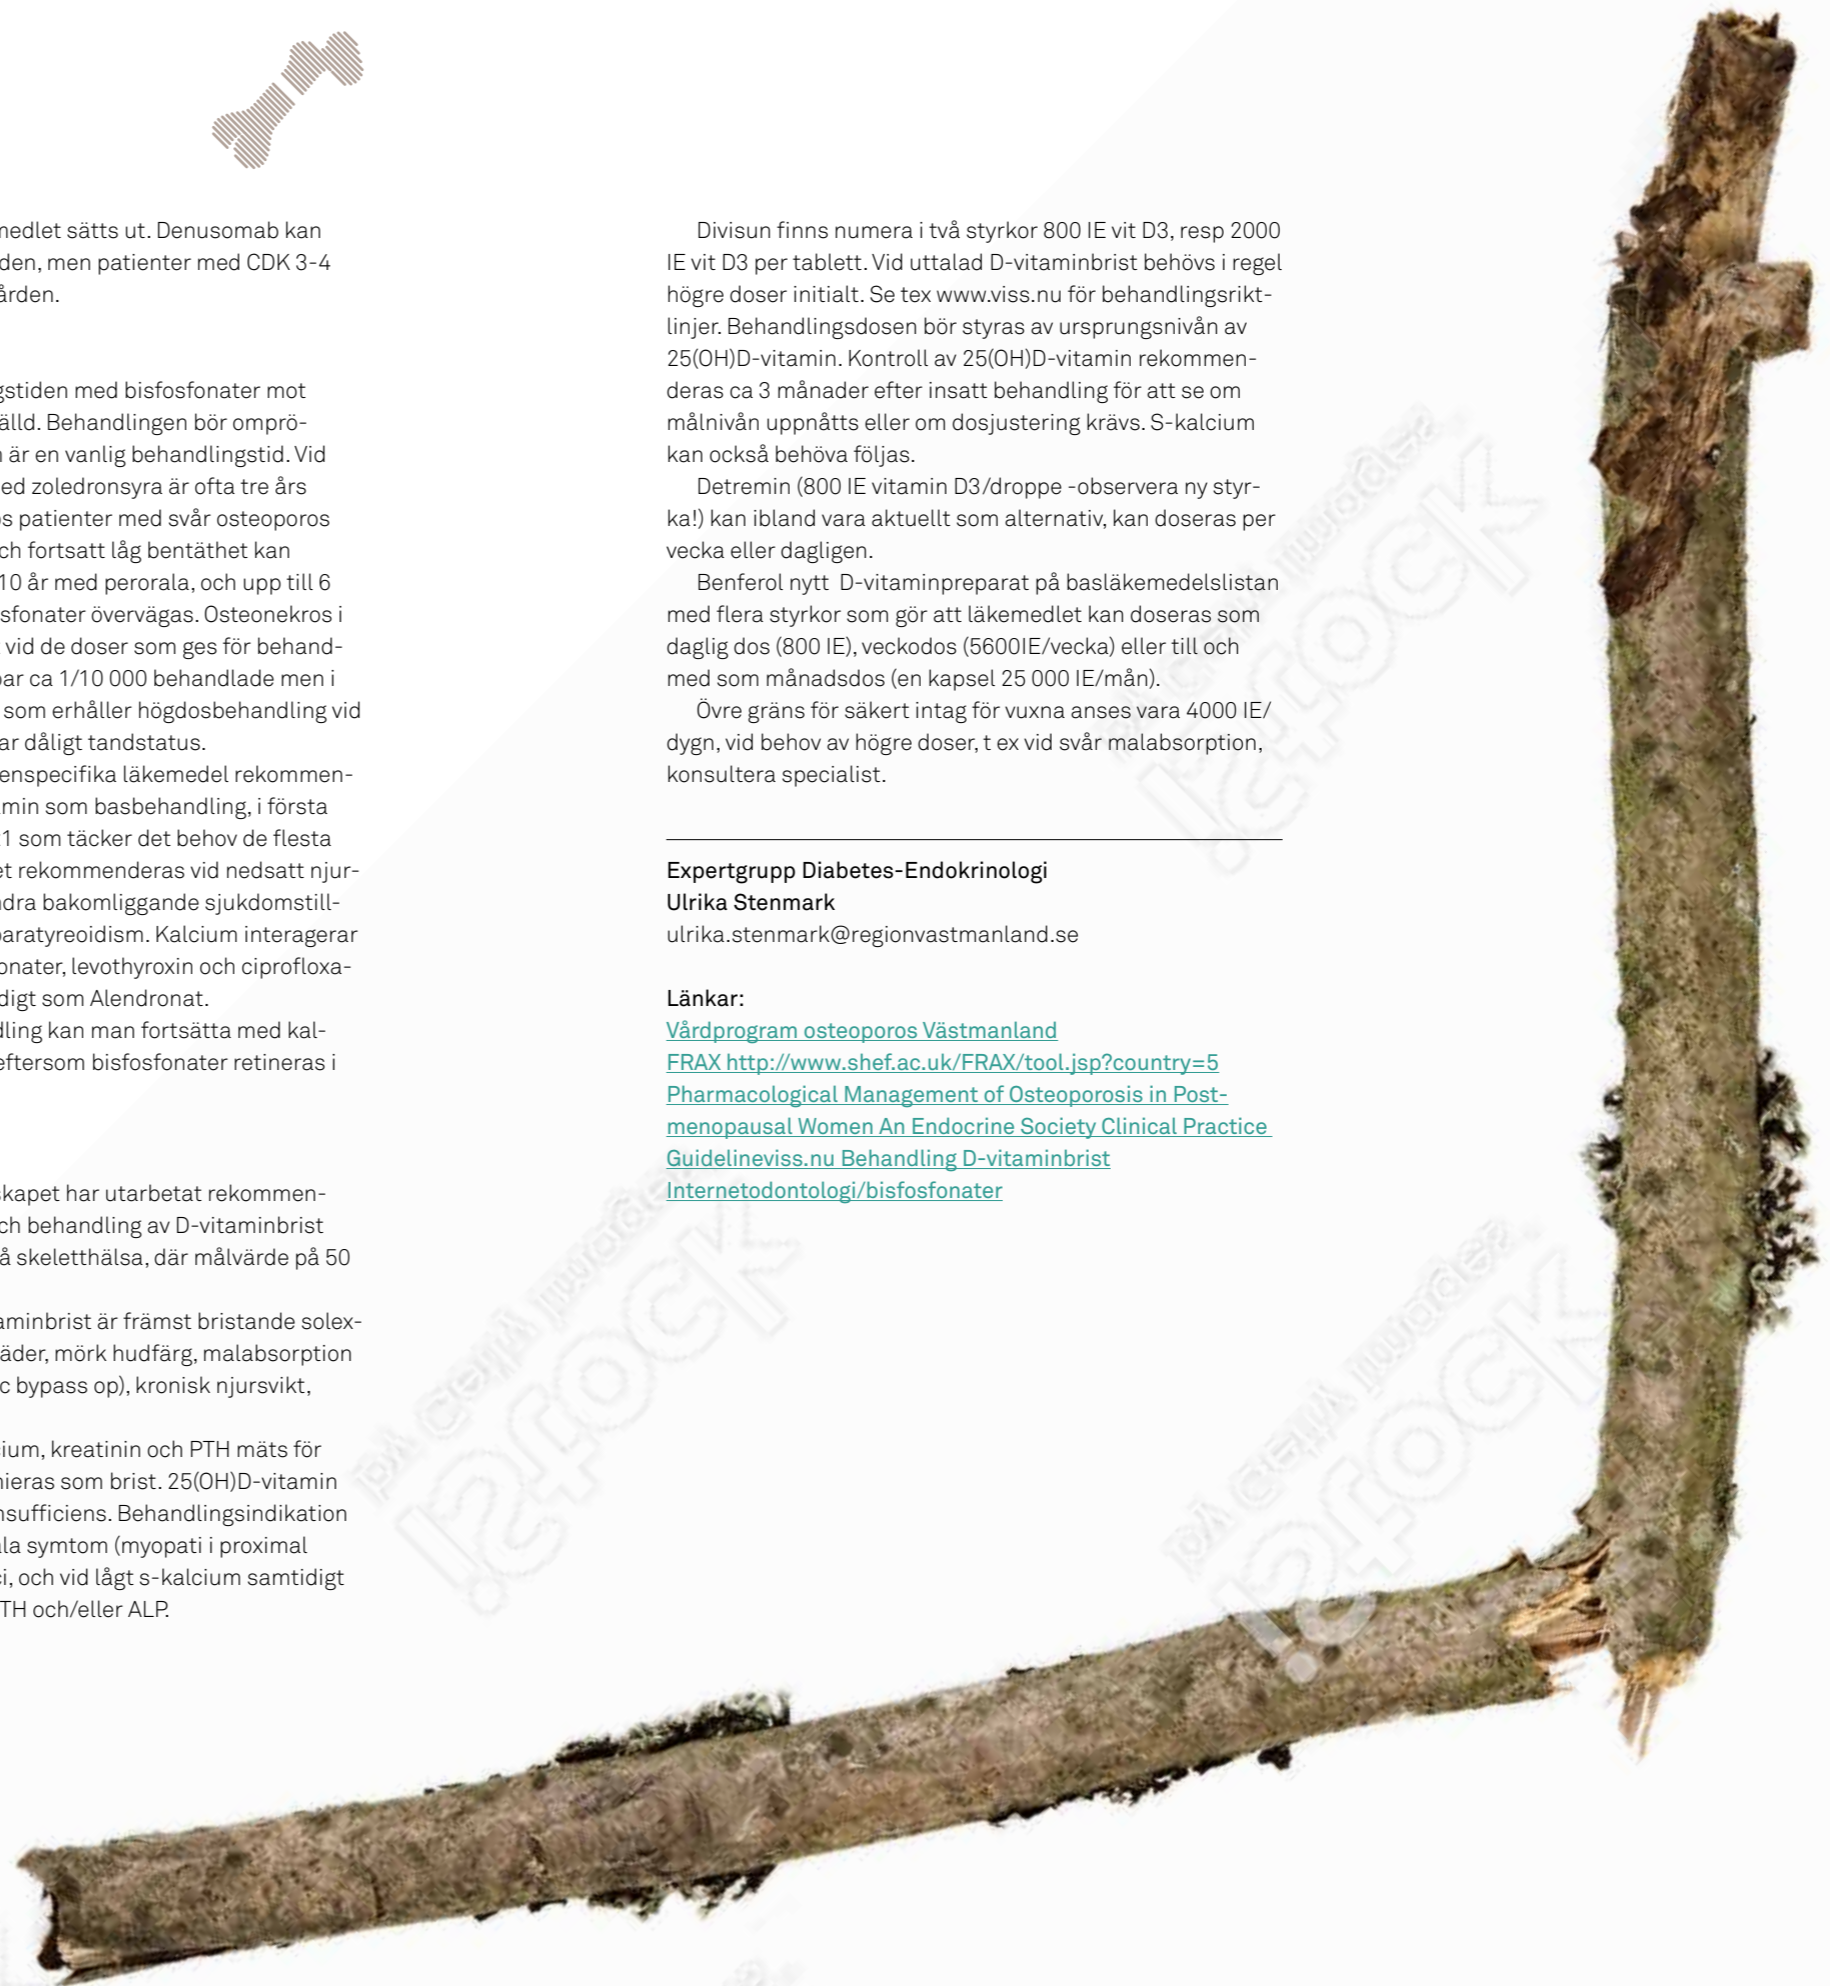 medlet sätts ut. Denusomab kan
den, men patienter med CDK 3-4
ården.
gstiden med bisfosfonater mot
älld. Behandlingen bör omprö-
n är en vanlig behandlingstid. Vid
ed zoledronsyra är ofta tre års
os patienter med svår osteoporos
ch fortsatt låg bentäthet kan
10 år med perorala, och upp till 6
sfonater övervägas. Osteonekros i
vid de doser som ges för behand-
bar ca 1/10 000 behandlade men i
som erhåller högdosbehandling vid
ar dåligt tandstatus.
enspecifika läkemedel rekommen-
min som basbehandling, i första
t1 som täcker det behov de flesta
et rekommenderas vid nedsatt njur-
ndra bakomliggande sjukdomstill-
paratyreoidism. Kalcium interagerar
onater, levothyroxin och ciprofloxa-
digt som Alendronat.
dling kan man fortsätta med kal-
eftersom bisfosfonater retineras i
skapet har utarbetat rekommen-
ch behandling av D-vitaminbrist
å skeletthälsa, där målvärde på 50
aminbrist är främst bristande solex-
läder, mörk hudfärg, malabsorption
c bypass op), kronisk njursvikt,
cium, kreatinin och PTH mäts för
nieras som brist. 25(OH)D-vitamin
nsufficiens. Behandlingsindikation
ala symtom (myopati i proximal
ci, och vid lågt s-kalcium samtidigt
TH och/eller ALP.
Divisun finns numera i två styrkor 800 IE vit D3, resp 2000
IE vit D3 per tablett. Vid uttalad D-vitaminbrist behövs i regel
högre doser initialt. Se tex www.viss.nu för behandlingsrikt-
linjer. Behandlingsdosen bör styras av ursprungsnivån av
25(OH)D-vitamin. Kontroll av 25(OH)D-vitamin rekommen-
deras ca 3 månader efter insatt behandling för att se om
målnivån uppnåtts eller om dosjustering krävs. S-kalcium
kan också behöva följas.
Detremin (800 IE vitamin D3/droppe -observera ny styr-
ka!) kan ibland vara aktuellt som alternativ, kan doseras per
vecka eller dagligen.
Benferol nytt  D-vitaminpreparat på basläkemedelslistan
med flera styrkor som gör att läkemedlet kan doseras som
daglig dos (800 IE), veckodos (5600IE/vecka) eller till och
med som månadsdos (en kapsel 25 000 IE/mån).
Övre gräns för säkert intag för vuxna anses vara 4000 IE/
dygn, vid behov av högre doser, t ex vid svår malabsorption,
konsultera specialist.
Expertgrupp Diabetes-Endokrinologi
Ulrika Stenmark
ulrika.stenmark@regionvastmanland.se
Länkar:
Vårdprogram osteoporos Västmanland
FRAX http://www.shef.ac.uk/FRAX/tool.jsp?country=5
Pharmacological Management of Osteoporosis in Post-
menopausal Women An Endocrine Society Clinical Practice
Guidelineviss.nu Behandling D-vitaminbrist
Internetodontologi/bisfosfonater